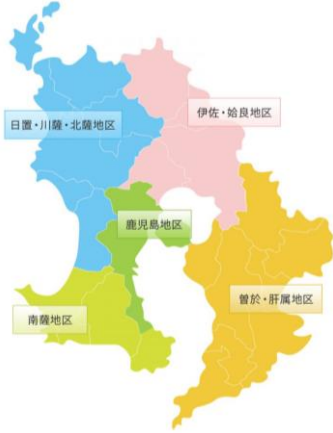 伊佐・姶良地区
日置・川薩・北薩地区
鹿児島地区
曽於・肝属地区
南薩地区